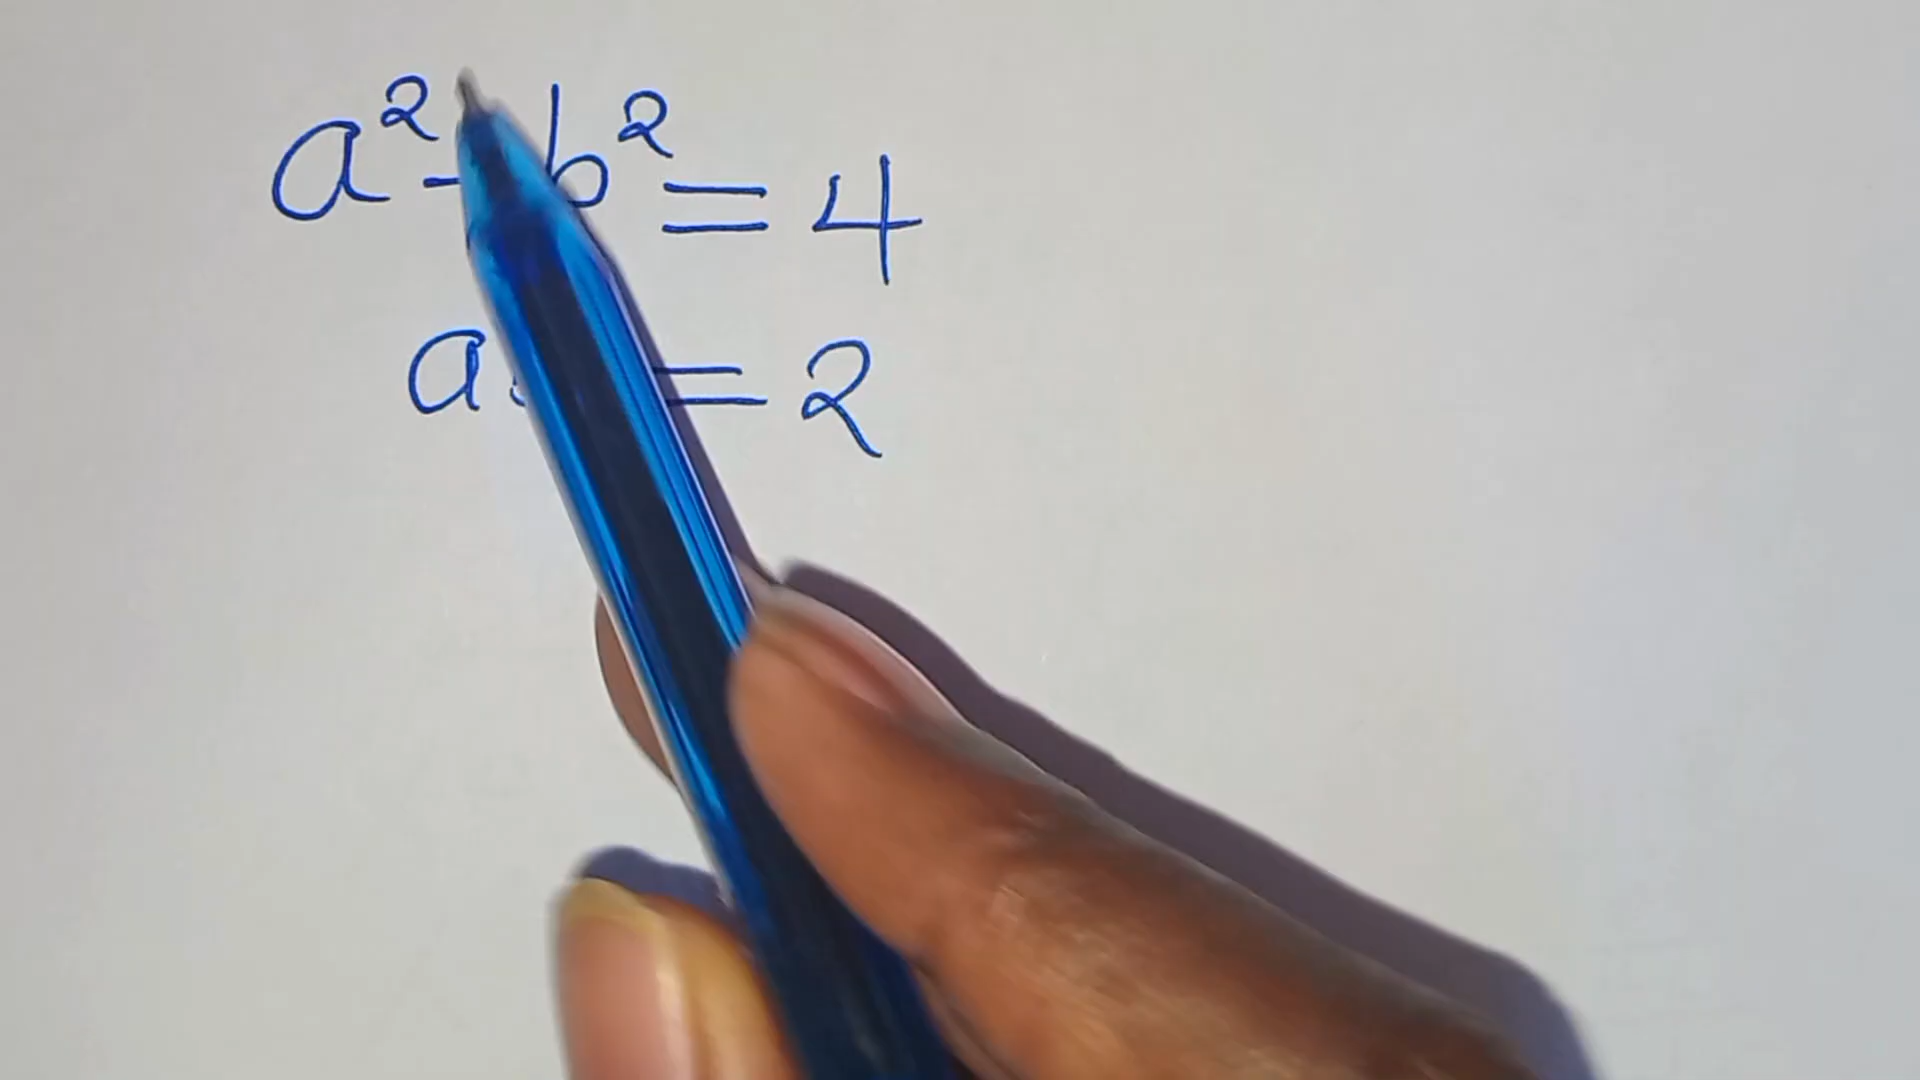 a² - b² = 4
a = 2